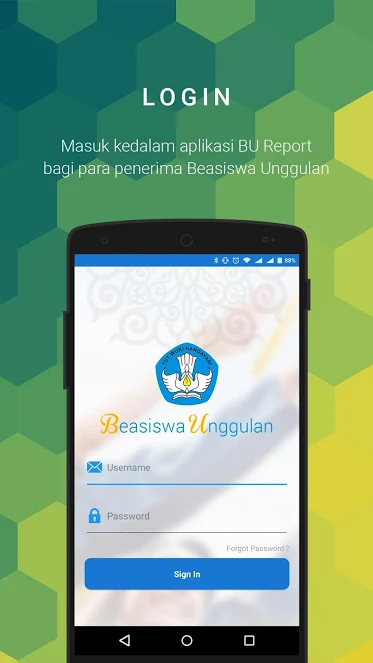 LOGIN
Masuk kedalam aplikasi BU Report
bagi para penerima Beasiswa Unggulan
88%
TUT WURI HANDAYANI
Beasiswa Unggulan
Username
Password
Forgot Password ?
Sign In